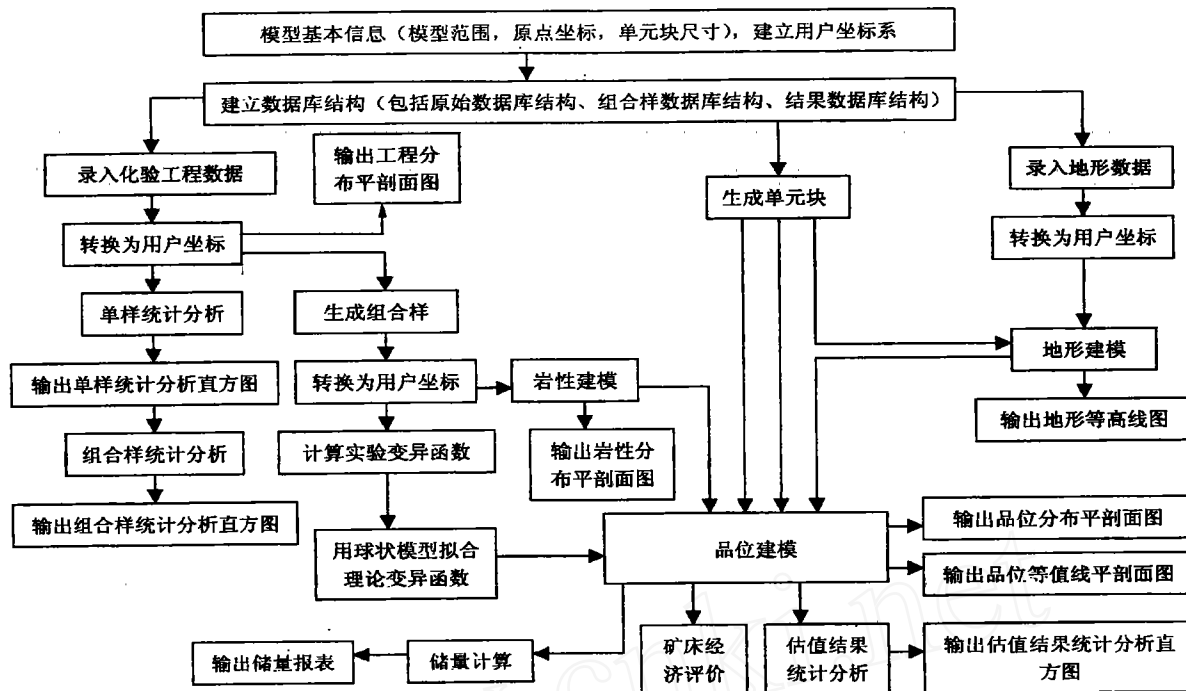 模型基本信息（模型范围，原点坐标，单元块尺寸），建立用户坐标系
建立数据库结构（包括原始数据库结构、组合样数据库结构、结果数据库结构）
录入化验工程数据
输出工程分
布平剖面图
生成单元块
录入地形数据
转换为用户坐标
转换为用户坐标
单样统计分析
生成组合样
地形建模
输出单样统计分析直方图
转换为用户坐标
岩性建模
输出地形等高线图
组合样统计分析
计算实验变异函数
输出岩性分
布平剖面图
输出组合样统计分析直方图
用球状模型拟合
理论变异函数
品位建模
输出品位分布平剖面图
输出品位等值线平剖面图
输出储量报表
储量计算
矿床经
济评价
估值结果
统计分析
输出估值结果统计分析直
方图